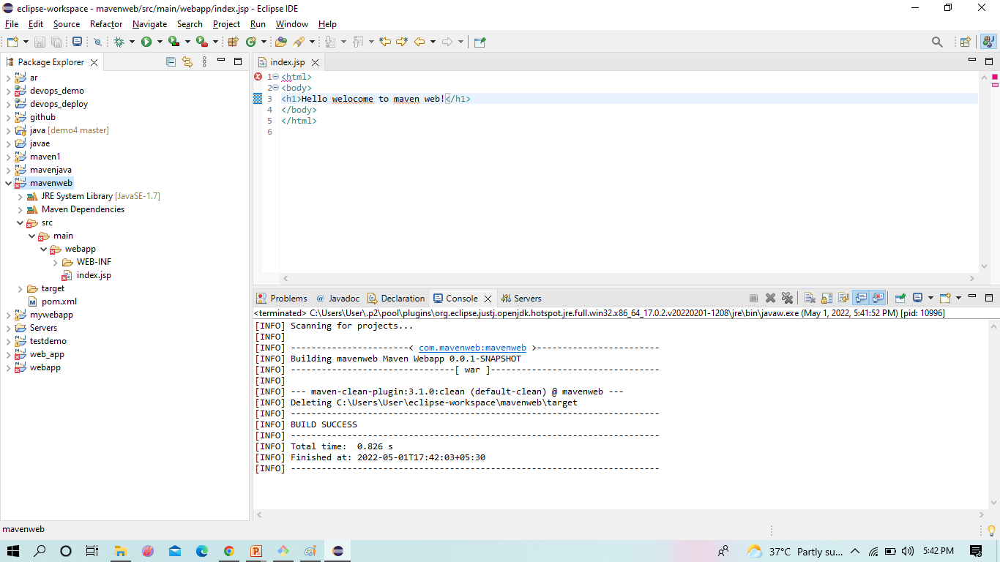 eclipse-workspace - mavenweb/src/main/webapp/index.jsp - Eclipse IDE
File Edit Source Refactor Navigate Search Project Run Window Help
Package Explorer
ar
devops_demo
devops_deploy
github
java [demo4 master]
javae
maven1
mavenjava
mavenweb
JRE System Library [JavaSE-1.7]
Maven Dependencies
src
main
webapp
WEB-INF
index.jsp
target
pom.xml
mywebapp
Servers
testdemo
web_app
webapp
index.jsp
1 <html>
2 <body>
3 <h1>Hello welocome to maven web!</h1>
4 </body>
5 </html>
6
Problems Javadoc Declaration Console Servers
<terminated> C:\Users\User\.p2\pool\plugins\org.eclipse.justj.openjdk.hotspot.jre.full.win32.x86_64_17.0.2.v20220201-1208\jre\bin\javaw.exe (May 1, 2022, 5:41:52 PM) [pid: 10996]
[INFO] Scanning for projects...
[INFO]
[INFO] -----------------------< com.mavenweb:mavenweb >------------------------
[INFO] Building mavenweb Maven Webapp 0.0.1-SNAPSHOT
[INFO] --------------------------------[ war ]---------------------------------
[INFO]
[INFO] --- maven-clean-plugin:3.1.0:clean (default-clean) @ mavenweb ---
[INFO] Deleting C:\Users\User\eclipse-workspace\mavenweb\target
[INFO] ------------------------------------------------------------------------
[INFO] BUILD SUCCESS
[INFO] ------------------------------------------------------------------------
[INFO] Total time:  0.826 s
[INFO] Finished at: 2022-05-01T17:42:03+05:30
[INFO] ------------------------------------------------------------------------
mavenweb
37°C Partly su... 5:42 PM